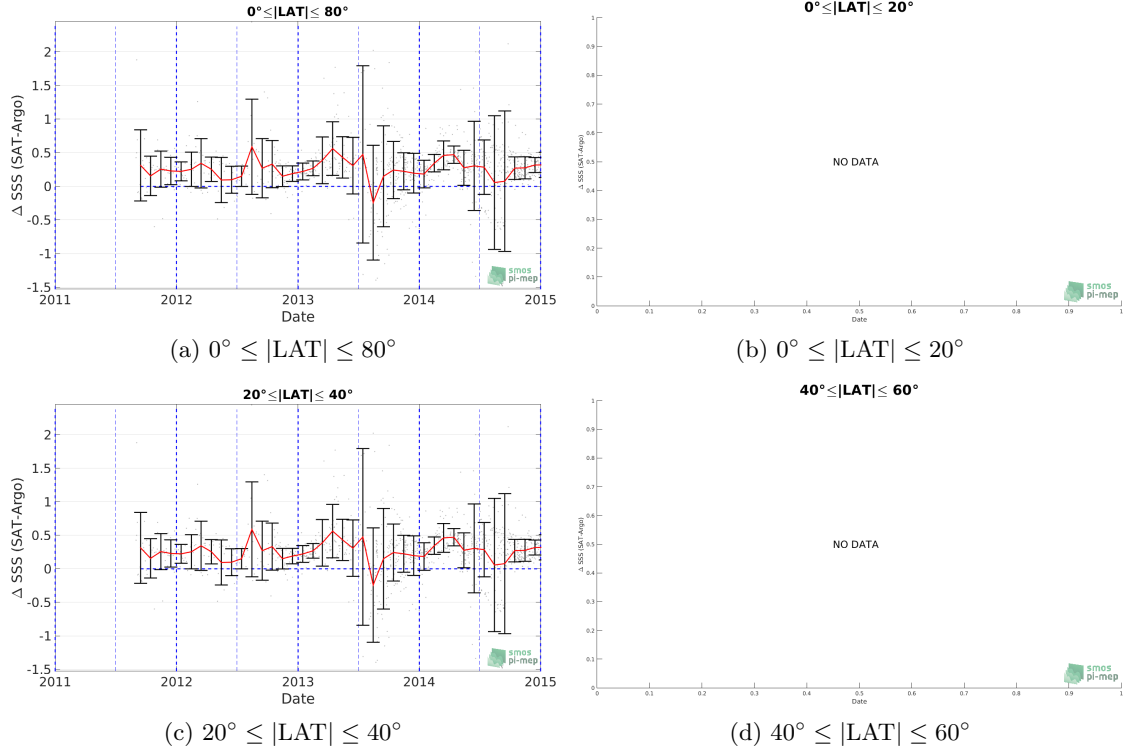 0°≤|LAT|≤ 80°
Δ SSS (SAT-Argo)
2
1.5
1
0.5
0
-0.5
-1
-1.5
2011 2012 2013 2014 2015
Date
smos
pi-mep
(a) 0° ≤ |LAT| ≤ 80°
0°≤|LAT|≤ 20°
Δ SSS (SAT-Argo)
1
0.9
0.8
0.7
0.6
0.5
0.4
0.3
0.2
0.1
0
NO DATA
0 0.1 0.2 0.3 0.4 0.5 0.6 0.7 0.8 0.9 1
Date
smos
pi-mep
(b) 0° ≤ |LAT| ≤ 20°
20°≤|LAT|≤ 40°
Δ SSS (SAT-Argo)
2
1.5
1
0.5
0
-0.5
-1
-1.5
2011 2012 2013 2014 2015
Date
smos
pi-mep
(c) 20° ≤ |LAT| ≤ 40°
40°≤|LAT|≤ 60°
Δ SSS (SAT-Argo)
1
0.9
0.8
0.7
0.6
0.5
0.4
0.3
0.2
0.1
0
NO DATA
0 0.1 0.2 0.3 0.4 0.5 0.6 0.7 0.8 0.9 1
Date
smos
pi-mep
(d) 40° ≤ |LAT| ≤ 60°